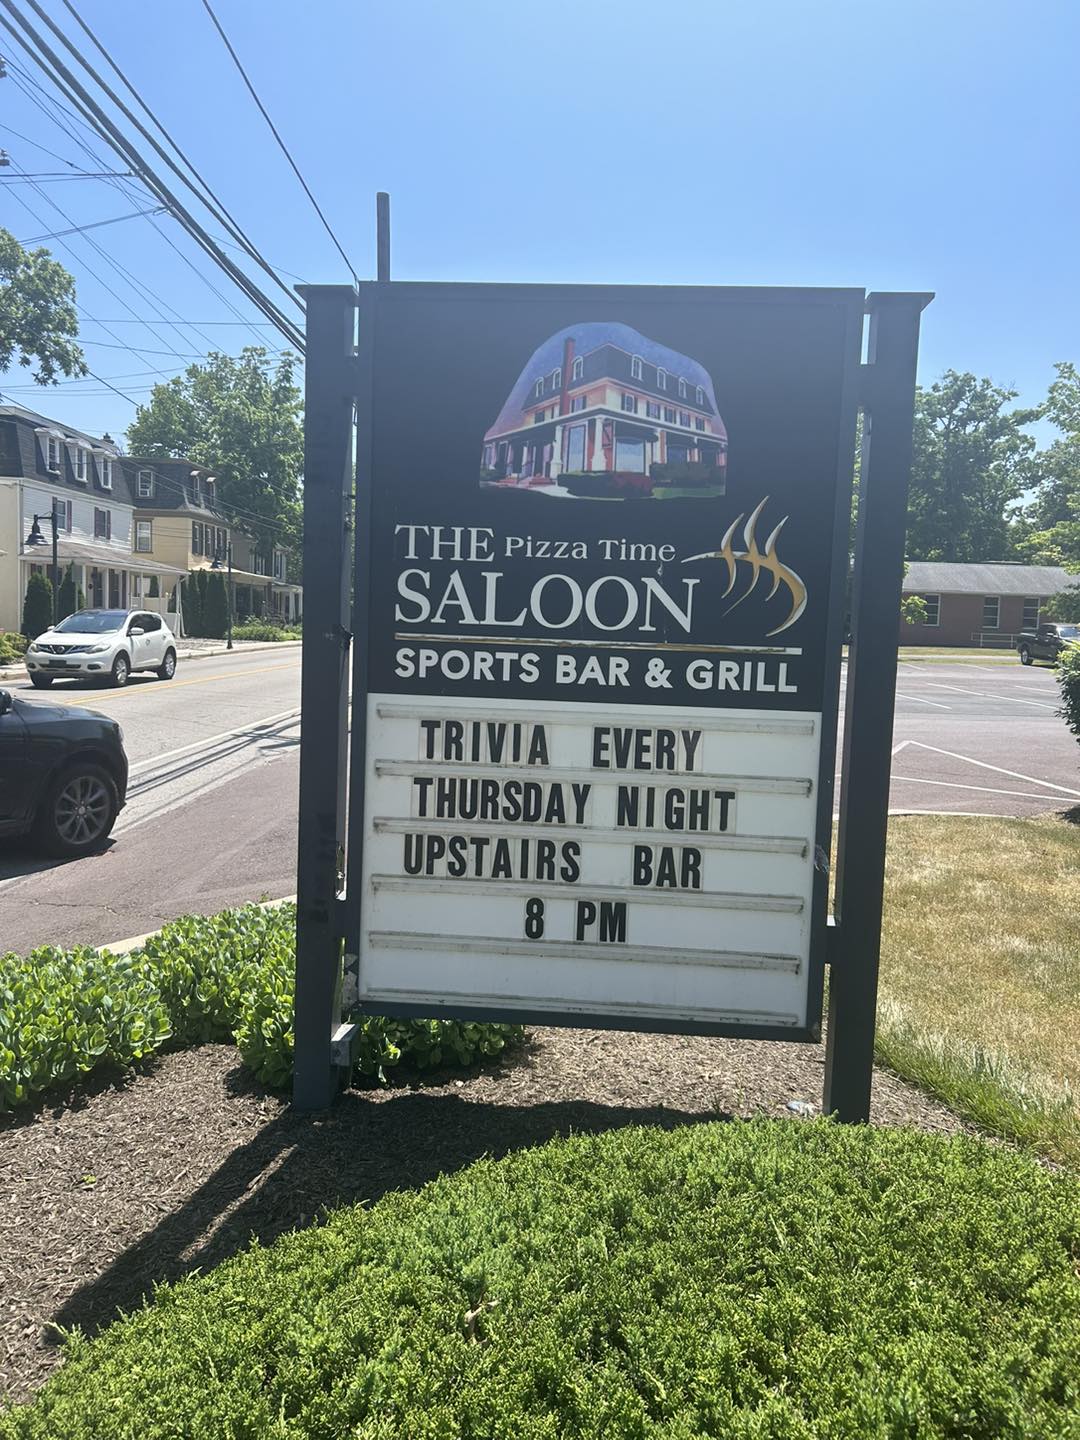 THE Pizza Time
SALOON
SPORTS BAR & GRILL
TRIVIA EVERY
THURSDAY NIGHT
UPSTAIRS BAR
8 PM